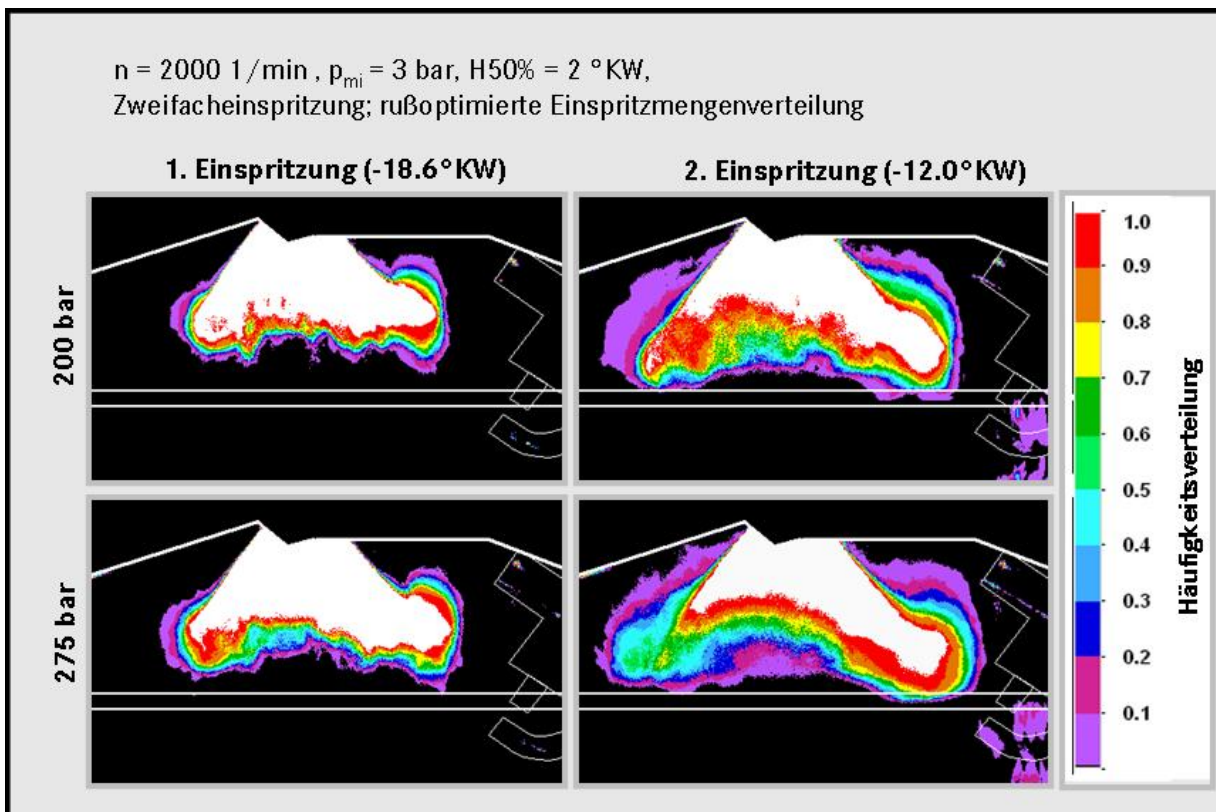 n = 2000 1/min , pmi = 3 bar, H50% = 2 °KW,
Zweifacheinspritzung; rußoptimierte Einspritzmengenverteilung
1. Einspritzung (-18.6°KW)
2. Einspritzung (-12.0°KW)
200 bar
275 bar
1.0
0.9
0.8
0.7
0.6
0.5
0.4
0.3
0.2
0.1
Häufigkeitsverteilung